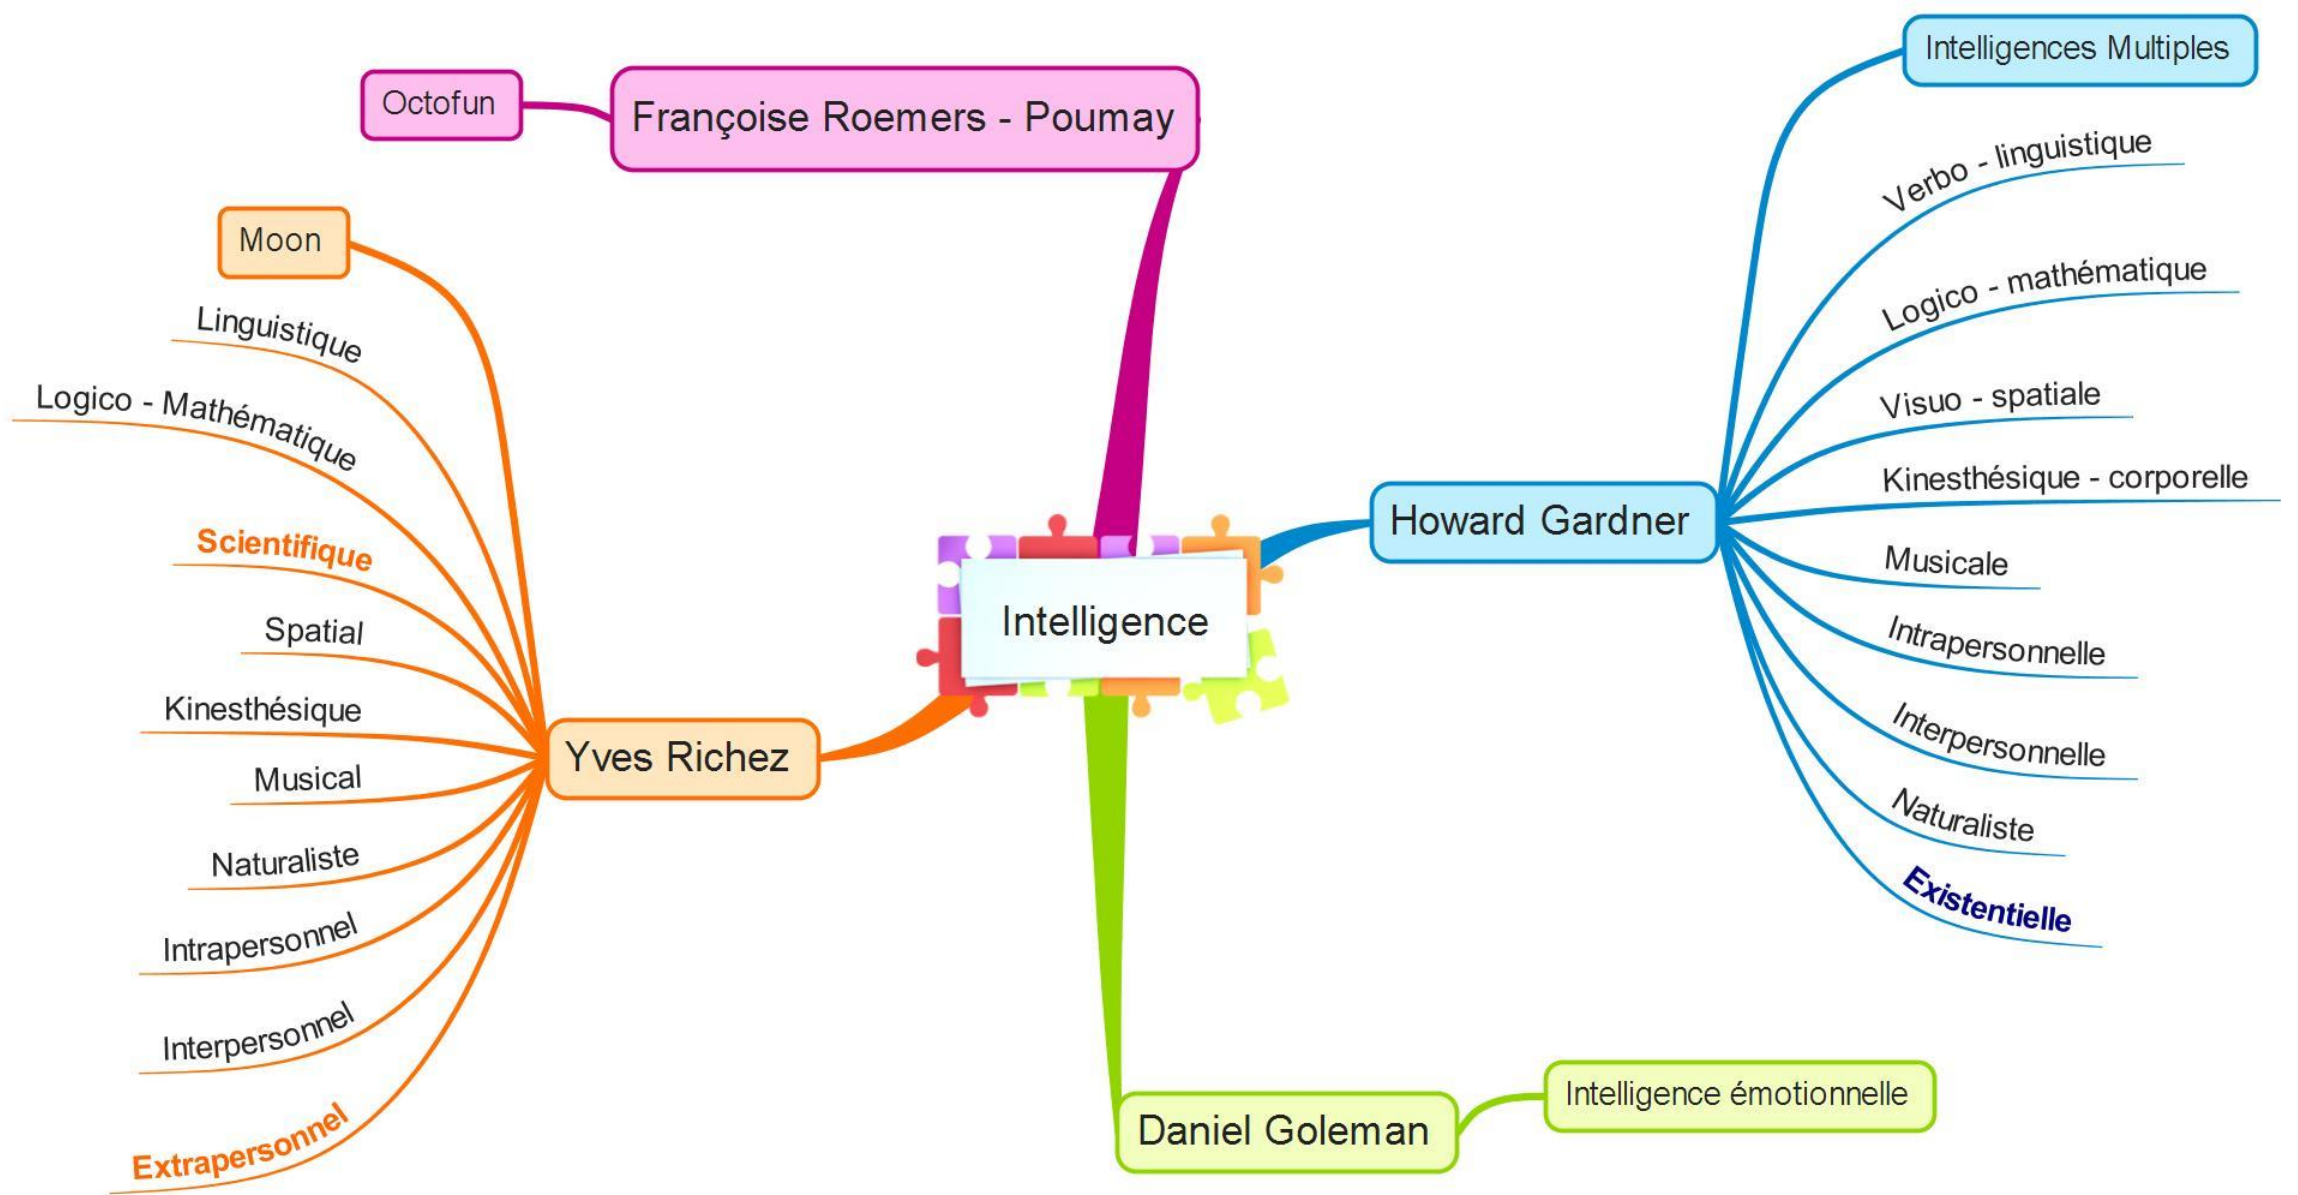 Intelligence
Howard Gardner
Intelligences Multiples
Verbo - linguistique
Logico - mathématique
Visuo - spatiale
Kinesthésique - corporelle
Musicale
Intrapersonnelle
Interpersonnelle
Naturaliste
Existentielle
Daniel Goleman
Intelligence émotionnelle
Yves Richez
Moon
Linguistique
Logico - Mathématique
Scientifique
Spatial
Kinesthésique
Musical
Naturaliste
Intrapersonnel
Interpersonnel
Extrapersonnel
Françoise Roemers - Poumay
Octofun